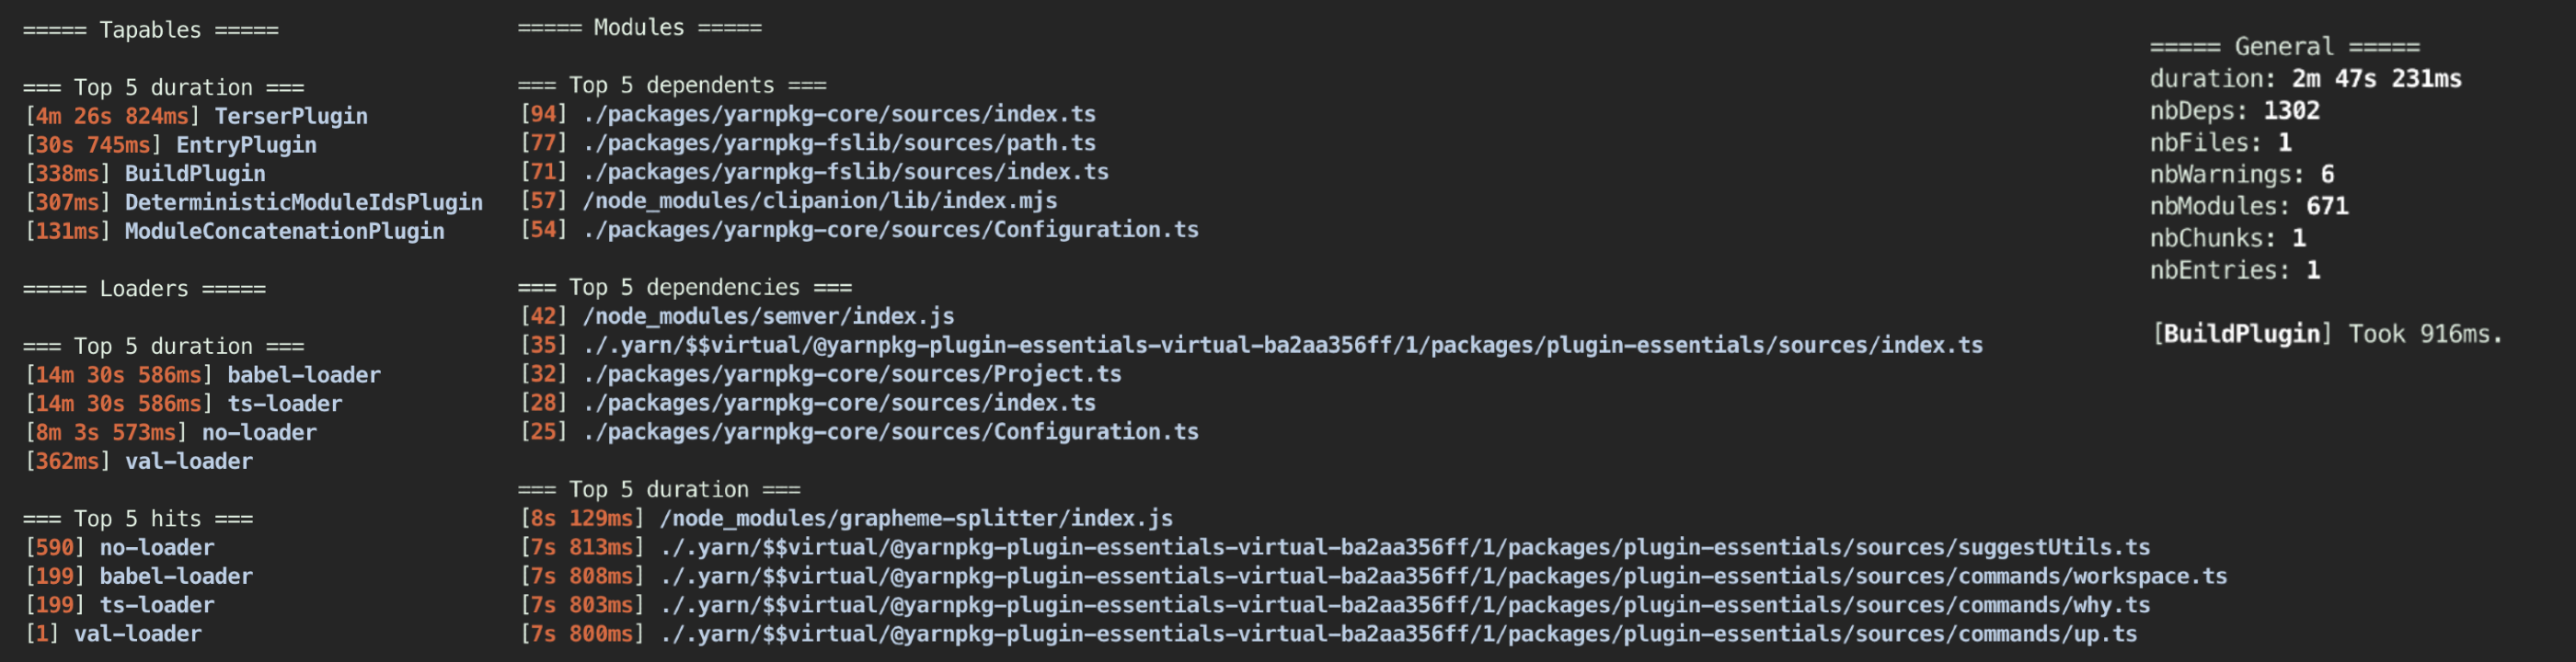 ===== Tapables =====
=== Top 5 duration ===
[4m 26s 824ms] TerserPlugin
[30s 745ms] EntryPlugin
[338ms] BuildPlugin
[307ms] DeterministicModuleIdsPlugin
[131ms] ModuleConcatenationPlugin
===== Loaders =====
=== Top 5 duration ===
[14m 30s 586ms] babel-loader
[14m 30s 586ms] ts-loader
[8m 3s 573ms] no-loader
[362ms] val-loader
=== Top 5 hits ===
[590] no-loader
[199] babel-loader
[199] ts-loader
[1] val-loader
===== Modules =====
=== Top 5 dependents ===
[94] ./packages/yarnpkg-core/sources/index.ts
[77] ./packages/yarnpkg-fslib/sources/path.ts
[71] ./packages/yarnpkg-fslib/sources/index.ts
[57] /node_modules/clipanion/lib/index.mjs
[54] ./packages/yarnpkg-core/sources/Configuration.ts
=== Top 5 dependencies ===
[42] /node_modules/semver/index.js
[35] ./.yarn/$$virtual/@yarnpkg-plugin-essentials-virtual-ba2aa356ff/1/packages/plugin-essentials/sources/index.ts
[32] ./packages/yarnpkg-core/sources/Project.ts
[28] ./packages/yarnpkg-core/sources/index.ts
[25] ./packages/yarnpkg-core/sources/Configuration.ts
=== Top 5 duration ===
[8s 129ms] /node_modules/grapheme-splitter/index.js
[7s 813ms] ./.yarn/$$virtual/@yarnpkg-plugin-essentials-virtual-ba2aa356ff/1/packages/plugin-essentials/sources/suggestUtils.ts
[7s 808ms] ./.yarn/$$virtual/@yarnpkg-plugin-essentials-virtual-ba2aa356ff/1/packages/plugin-essentials/sources/commands/workspace.ts
[7s 803ms] ./.yarn/$$virtual/@yarnpkg-plugin-essentials-virtual-ba2aa356ff/1/packages/plugin-essentials/sources/commands/why.ts
[7s 800ms] ./.yarn/$$virtual/@yarnpkg-plugin-essentials-virtual-ba2aa356ff/1/packages/plugin-essentials/sources/commands/up.ts
===== General =====
duration: 2m 47s 231ms
nbDeps: 1302
nbFiles: 1
nbWarnings: 6
nbModules: 671
nbChunks: 1
nbEntries: 1
[BuildPlugin] Took 916ms.